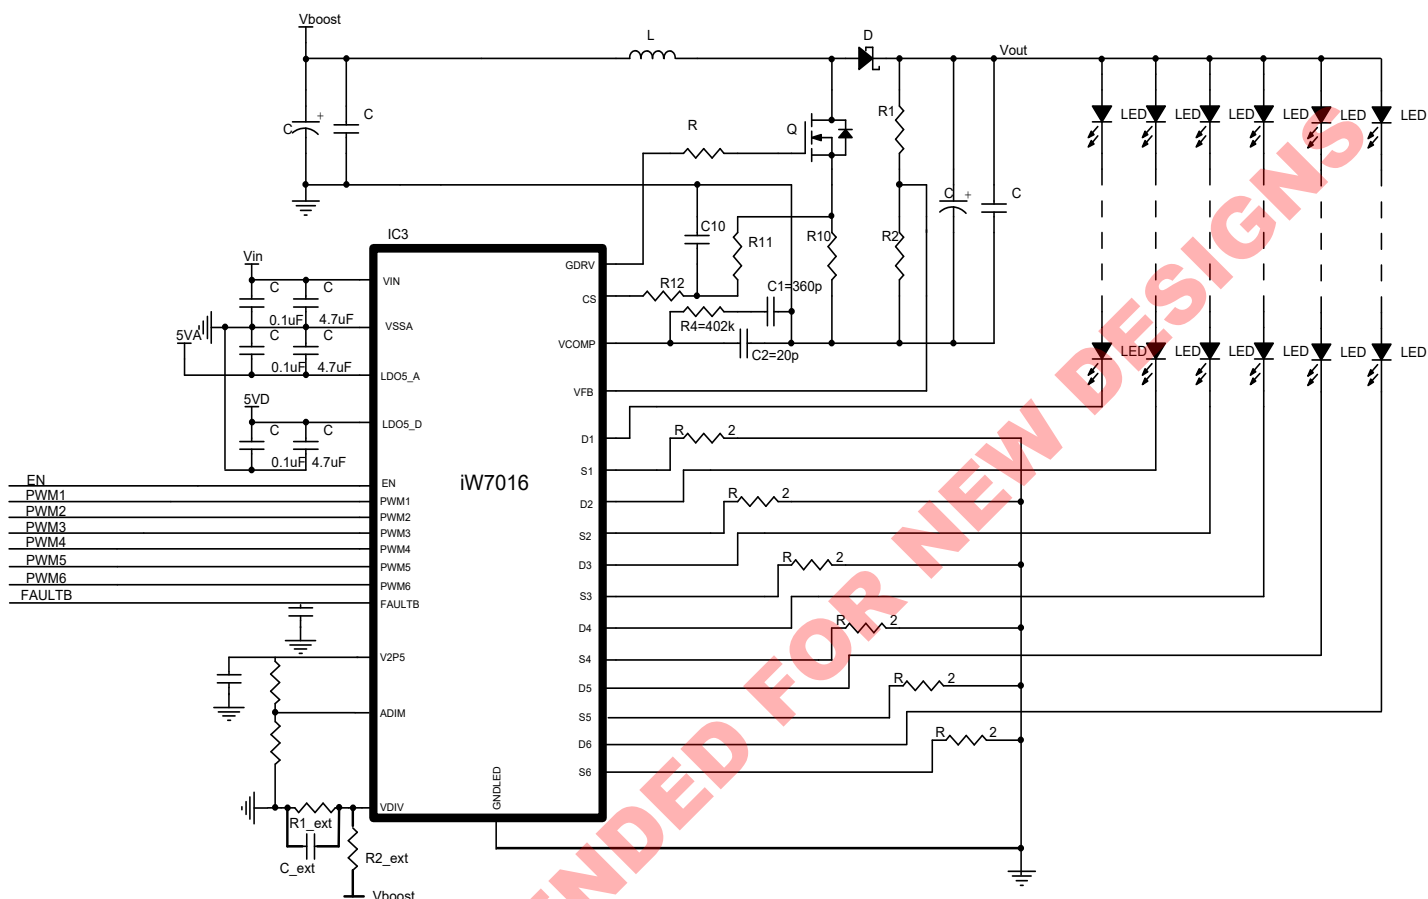 Vboost
L
D
Vout
C
C
R
Q
R1
LED
LED
LED
LED
LED
LED
C
C
C10
R11
R10
R2
IC3
Vin
VIN
GDRV
C
C
R12
C1=360p
CS
0.1uF
4.7uF
VSSA
R4=402k
5VA
C
C
VCOMP
C2=20p
0.1uF
4.7uF
LDO5_A
LED
LED
LED
LED
LED
LED
VFB
5VD
C
C
LDO5_D
D1
R
2
0.1uF
4.7uF
S1
EN
EN
iW7016
PWM1
PWM1
D2
R
2
PWM2
PWM2
PWM3
PWM3
S2
PWM4
PWM4
D3
R
2
PWM5
PWM5
PWM6
PWM6
S3
FAULTB
FAULTB
D4
R
2
V2P5
S4
D5
R
2
ADIM
S5
D6
R
2
S6
GNDLED
VDIV
R1_ext
C_ext
R2_ext
Vboost
ENDED FOR NEW DESIGNS